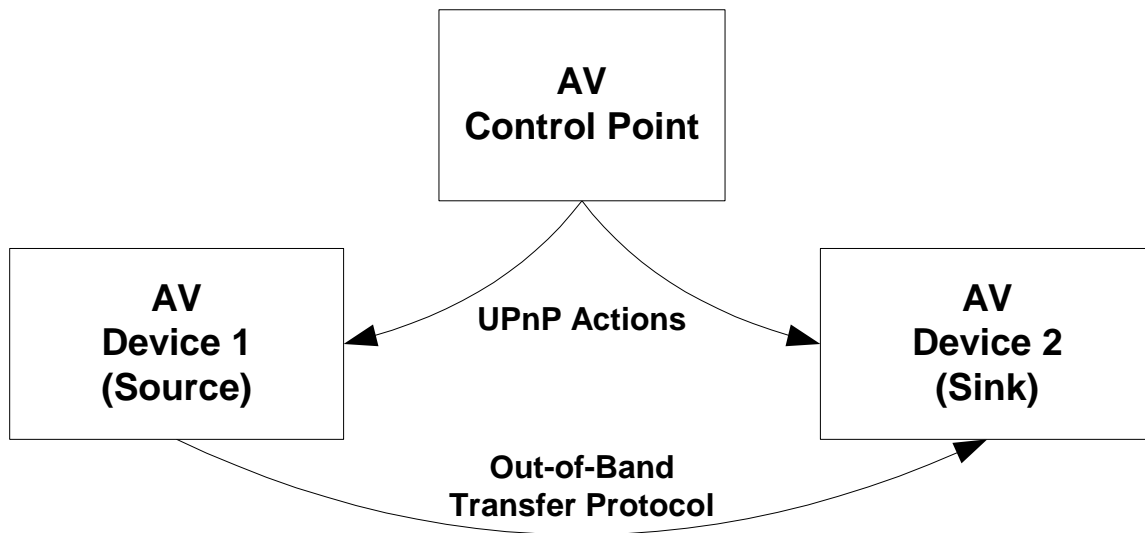 AV
Control Point
AV
Device 1
(Source)
UPnP Actions
AV
Device 2
(Sink)
Out-of-Band
Transfer Protocol